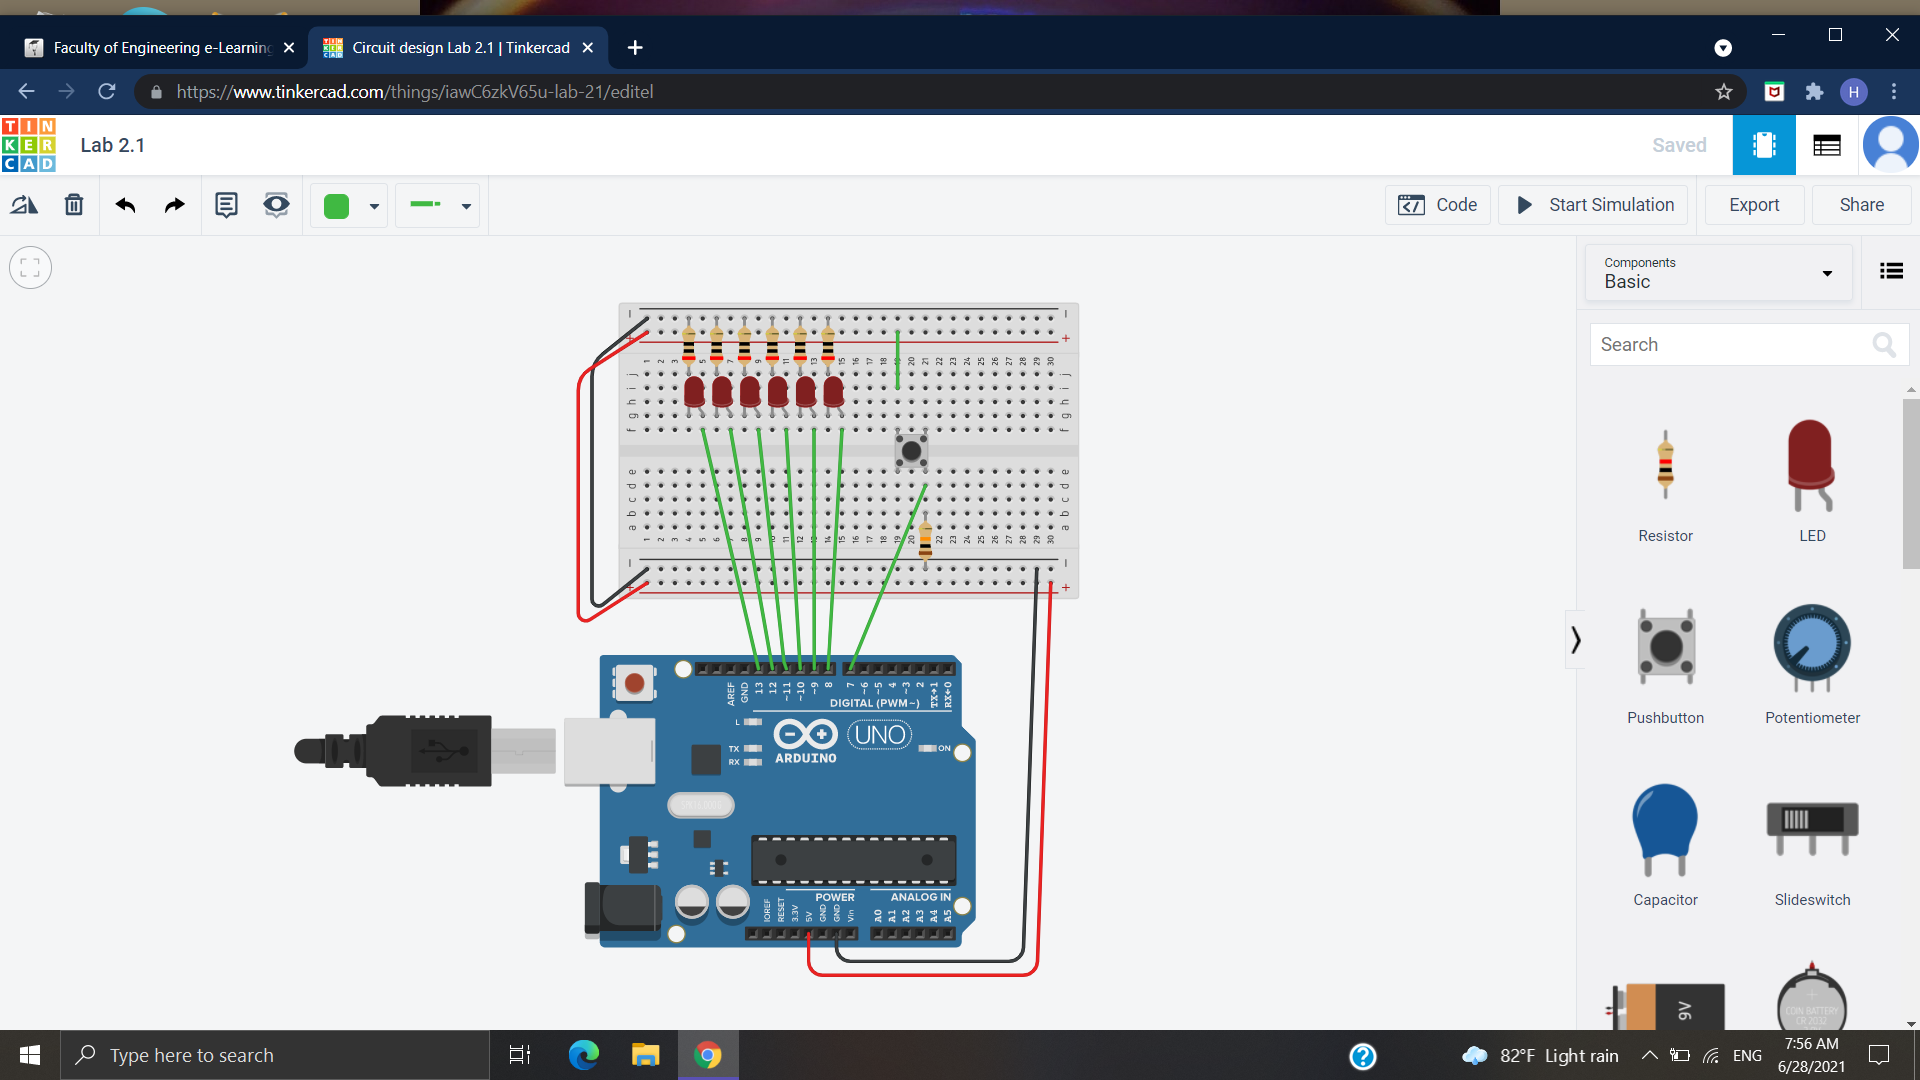 Faculty of Engineering e-Learning
Circuit design Lab 2.1 | Tinkercad
https://www.tinkercad.com/things/iawC6zkV65u-lab-21/editel
H
TIN
KER
CAD
Lab 2.1
Saved
Code
Start Simulation
Export
Share
Components
Basic
Search
Resistor
LED
Pushbutton
Potentiometer
Capacitor
Slideswitch
9V
COIN BATTERY
CR 2032
j
i
h
g
f
e
d
c
b
a
AREF
GND
13
12
~11
~10
~9
8
7
~6
~5
4
~3
2
TX→1
RX←0
DIGITAL (PWM~)
L
TX
RX
UNO
ON
ARDUINO
POWER
ANALOG IN
IOREF
RESET
3.3V
5V
GND
GND
Vin
A0
A1
A2
A3
A4
A5
Type here to search
82°F Light rain
ENG
7:56 AM
6/28/2021